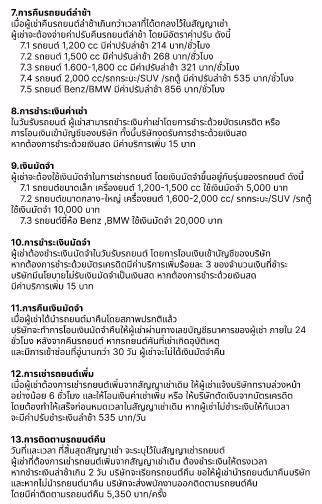 7.การคืนรถยนต์ล่าช้า
เมื่อผู้เช่าคืนรถยนต์ล่าช้าเกินกว่าเวลาที่ได้ตกลงไว้ในสัญญาเช่า
ผู้เช่าจะต้องจ่ายค่าปรับคืนรถยนต์ล่าช้า โดยมีอัตราค่าปรับ ดังนี้
7.1 รถยนต์ 1,200 cc มีค่าปรับล่าช้า 214 บาท/ชั่วโมง
7.2 รถยนต์ 1,500 cc มีค่าปรับล่าช้า 268 บาท/ชั่วโมง
7.3 รถยนต์ 1.600-1,800 cc มีค่าปรับล่าช้า 321 บาท/ชั่วโมง
7.4 รถยนต์ 2,000 cc/รถกระบะ/SUV /รถตู้ มีค่าปรับล่าช้า 535 บาท/ชั่วโมง
7.5 รถยนต์ Benz/BMW มีค่าปรับล่าช้า 856 บาท/ชั่วโมง
8.การชำระเงินค่าเช่า
ในวันรับรถยนต์ ผู้เช่าสามารถชำระเงินค่าเช่าโดยการชำระด้วยบัตรเครดิต หรือ
การโอนเงินเข้าบัญชีของบริษัท ทั้งนี้บริษัทงดรับการชำระด้วยเงินสด
หากต้องการชำระด้วยเงินสด มีค่าบริการเพิ่ม 15 บาท
9.เงินมัดจำ
ผู้เช่าจะต้องใช้เงินมัดจำในการเช่ารถยนต์ โดยเงินมัดจำขึ้นอยู่กับรุ่นของรถยนต์ ดังนี้
7.1 รถยนต์ขนาดเล็ก เครื่องยนต์ 1,200-1,500 cc ใช้เงินมัดจำ 5,000 บาท
7.2 รถยนต์ขนาดกลาง-ใหญ่ เครื่องยนต์ 1,600-2,000 cc/ รถกระบะ/SUV /รถตู้
ใช้เงินมัดจำ 10,000 บาท
7.3 รถยนต์ยี่ห้อ Benz ,BMW ใช้เงินมัดจำ 20,000 บาท
10.การชำระเงินมัดจำ
ผู้เช่าต้องชำระเงินมัดจำในวันรับรถยนต์ โดยการโอนเงินเข้าบัญชีของบริษัท
หากต้องการชำระด้วยบัตรเครดิตมีค่าบริการเพิ่มร้อยละ 3 ของจำนวนเงินที่ชำระ
บริษัทมีนโยบายไม่รับเงินมัดจำเป็นเงินสด หากต้องการชำระด้วยเงินสด
มีค่าบริการเพิ่ม 15 บาท
11.การคืนเงินมัดจำ
เมื่อผู้เช่าได้นำรถยนต์มาคืนโดยสภาพปรกติแล้ว
บริษัทจะทำการโอนเงินมัดจำคืนให้ผู้เช่าผ่านทางเลขบัญชีธนาคารของผู้เช่า ภายใน 24
ชั่วโมง หลังจากคืนรถยนต์ หากรถยนต์คันที่เช่าเกิดอุบัติเหตุ
และมีการเข้าซ่อมที่อู่นานกว่า 30 วัน ผู้เช่าจะไม่ได้เงินมัดจำคืน
12.การเช่ารถยนต์เพิ่ม
เมื่อผู้เช่าต้องการเช่ารถยนต์เพิ่มจากสัญญาเช่าเดิม ให้ผู้เช่าแจ้งบริษัททราบล่วงหน้า
อย่างน้อย 6 ชั่วโมง และให้โอนเงินค่าเช่าเพิ่ม หรือ ให้บริษัทตัดเงินจากบัตรเครดิต
โดยต้องทำให้เสร็จก่อนหมดเวลาในสัญญาเช่าเดิม หากผู้เช่าไม่ชำระเงินให้ทันเวลา
จะมีค่าปรับชำระเงินล่าช้า 535 บาท/วัน
13.การติดตามรถยนต์คืน
วันที่และเวลา ที่สิ้นสุดสัญญาเช่า จะระบุไว้ในสัญญาเช่ารถยนต์
ผู้เช่าที่ต้องการเช่ารถยนต์เพิ่มจากสัญญาเช่าเดิม ต้องชำระเงินให้ตรงเวลา
หากชำระเงินล่าช้าเกิน 2 วัน บริษัทจะเรียกรถยนต์คืน ขอให้ผู้เช่านำรถยนต์มาคืนบริษัท
และหากไม่นำรถยนต์มาคืน บริษัทจะส่งพนักงานออกติดตามรถยนต์คืน
โดยมีค่าติดตามรถยนต์คืน 5,350 บาท/ครั้ง